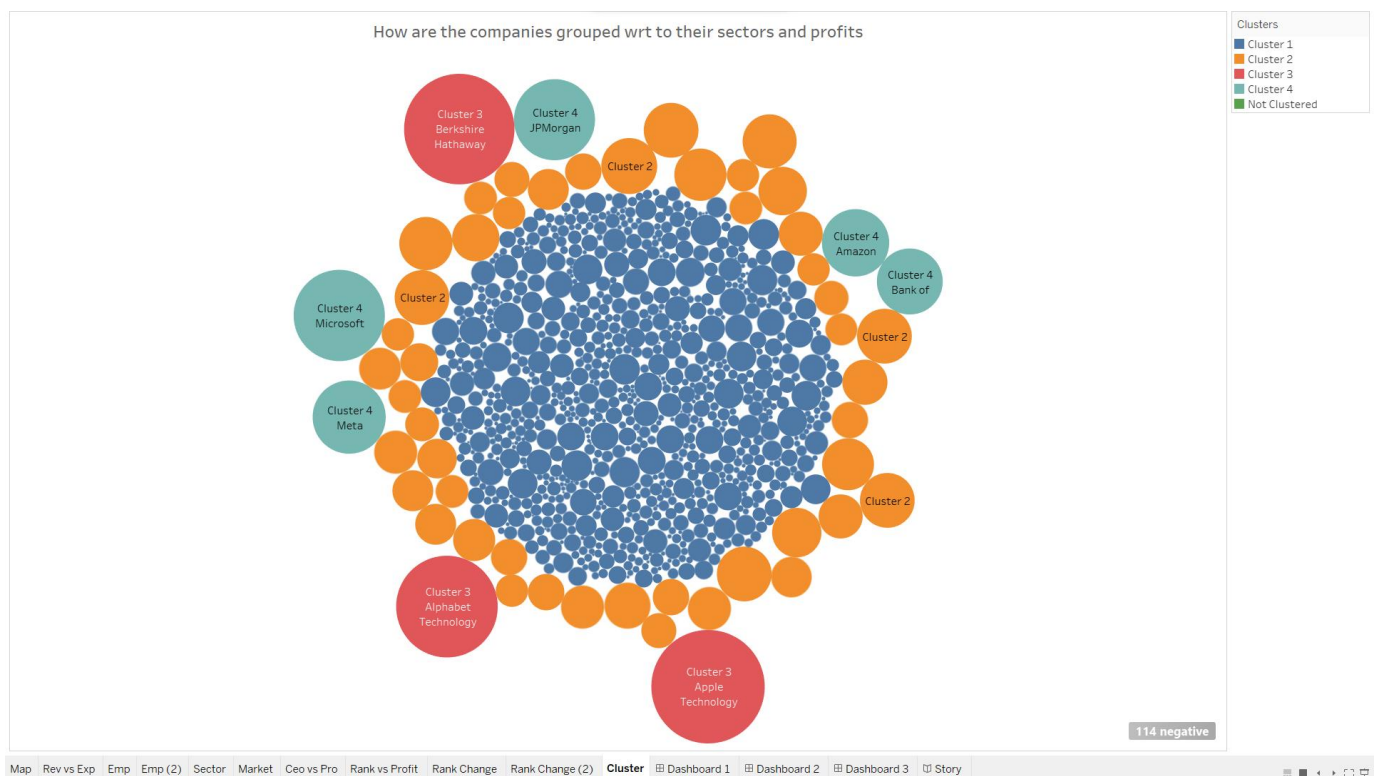 How are the companies grouped wrt to their sectors and profits
Clusters
Cluster 1
Cluster 2
Cluster 3
Cluster 4
Not Clustered
Cluster 3
Berkshire
Hathaway
Cluster 4
JPMorgan
Cluster 2
Cluster 4
Amazon
Cluster 4
Bank of
Cluster 2
Cluster 4
Microsoft
Cluster 2
Cluster 4
Meta
Cluster 2
Cluster 3
Alphabet
Technology
Cluster 3
Apple
Technology
114 negative
Map Rev vs Exp Emp Emp (2) Sector Market Ceo vs Pro Rank vs Profit Rank Change Rank Change (2) Cluster Dashboard 1 Dashboard 2 Dashboard 3 Story